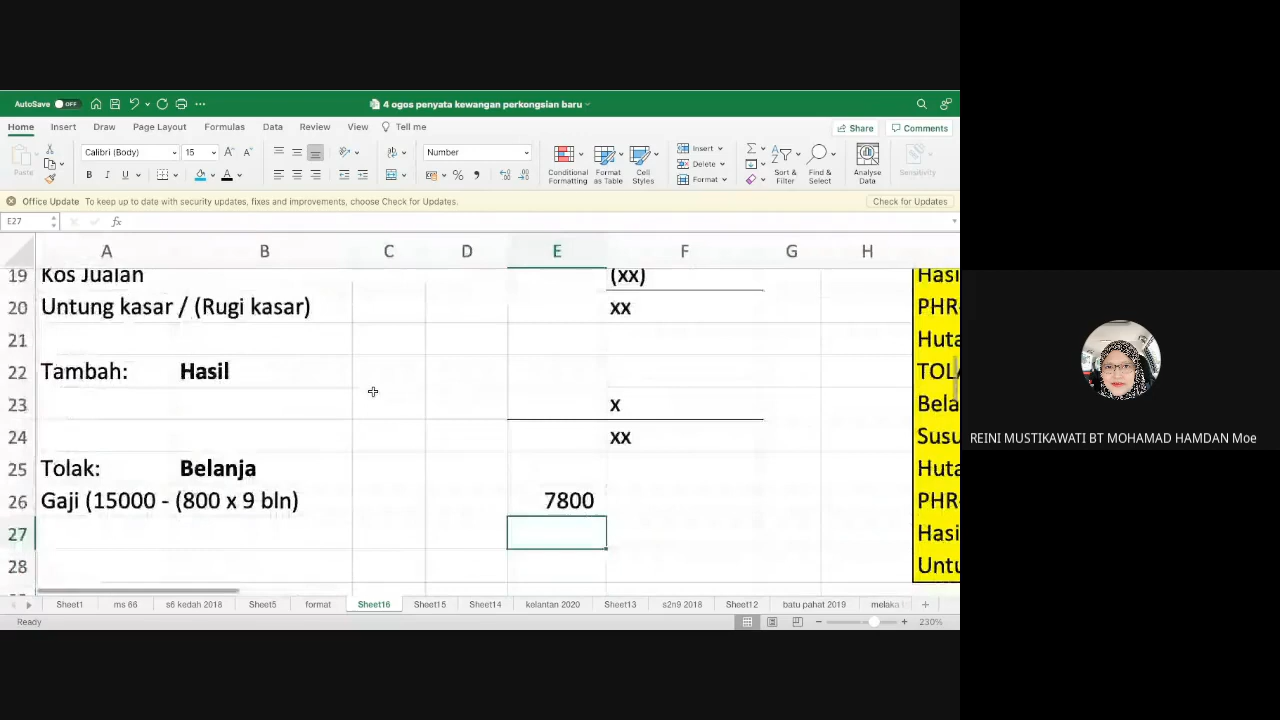 AutoSave OFF
4 ogos penyata kewangan perkongsian baru
Home Insert Draw Page Layout Formulas Data Review View Tell me
Share Comments
Paste
Calibri (Body) 15
Number
Conditional Formatting
Format as Table
Cell Styles
Insert
Delete
Format
Sort & Filter
Find & Select
Analyse Data
Sensitivity
Office Update To keep up to date with security updates, fixes and improvements, choose Check for Updates.
Check for Updates
E27 fx
A B C D E F G H
19 Kos Jualan (xx) Hasi
20 Untung kasar / (Rugi kasar) xx PHR
21 Huta
22 Tambah: Hasil TOLA
23 x Bela
24 xx Susu
25 Tolak: Belanja Huta
26 Gaji (15000 - (800 x 9 bln) 7800 PHR
27 Hasi
28 Untu
Sheet1 ms 66 s6 kedah 2018 Sheet5 format Sheet16 Sheet15 Sheet14 kelantan 2020 Sheet13 s2n9 2018 Sheet12 batu pahat 2019 melaka
Ready 230%
REINI MUSTIKAWATI BT MOHAMAD HAMDAN Moe